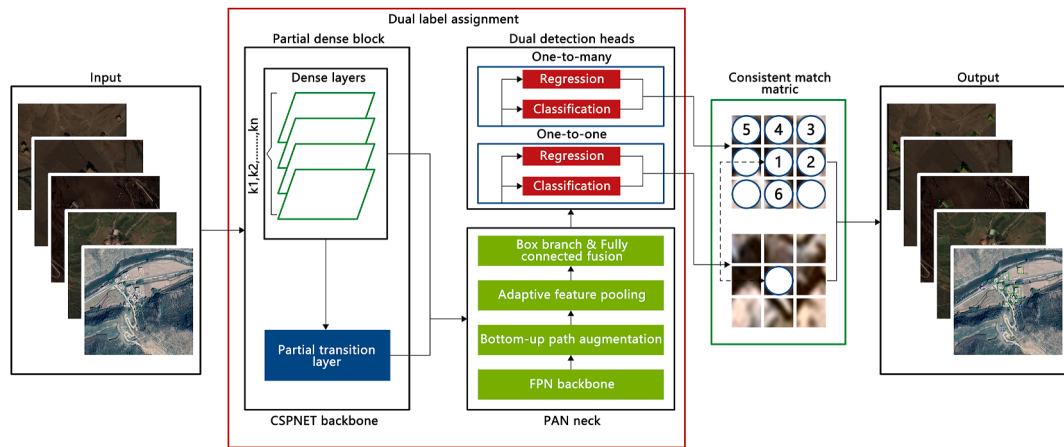 Dual label assignment
Input
Partial dense block
Dense layers
k1,k2,.......,kn
Partial transition
layer
CSPNET backbone
Dual detection heads
One-to-many
Regression
Classification
One-to-one
Regression
Classification
Box branch & Fully
connected fusion
Adaptive feature pooling
Bottom-up path augmentation
FPN backbone
PAN neck
Consistent match
matric
5 4 3
1 2
6
Output